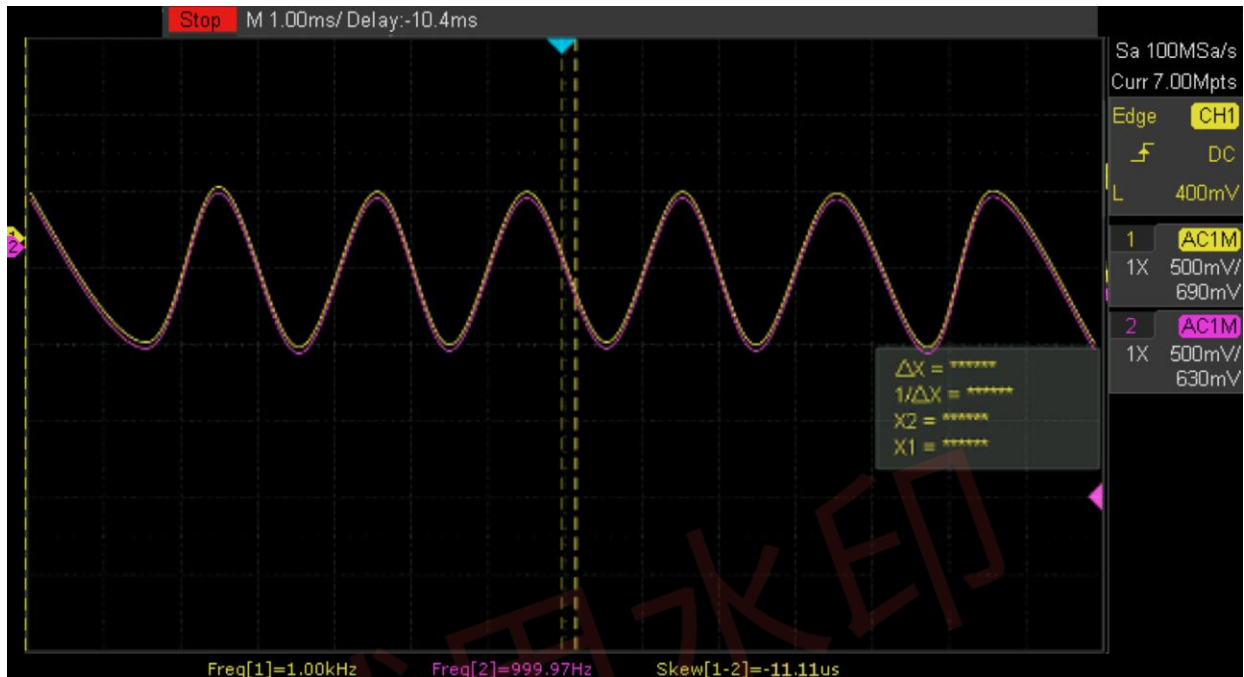 Stop M 1.00ms/ Delay:-10.4ms
Sa 100MSa/s
Curr 7.00Mpts
Edge CH1
DC
L 400mV
1 AC1M
1X 500mV/
690mV
2 AC1M
1X 500mV/
630mV
2
ΔX = ******
1/ΔX = ******
X2 = ******
X1 = ******
水印
Freq[1]=1.00kHz Freq[2]=999.97Hz Skew[1-2]=-11.11us